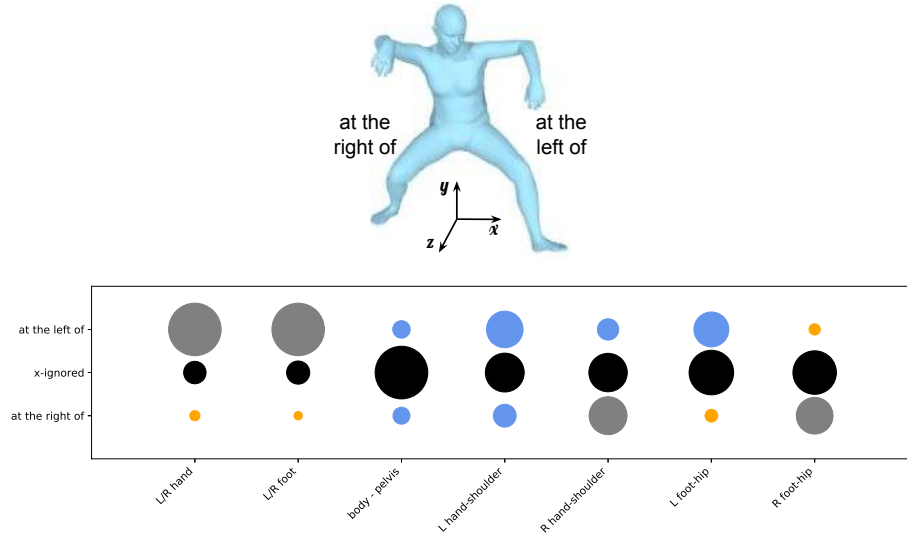 at the
right of
at the
left of
y
x
z
at the left of
x-ignored
at the right of
L/R hand
L/R foot
body - pelvis
L hand-shoulder
R hand-shoulder
L foot-hip
R foot-hip